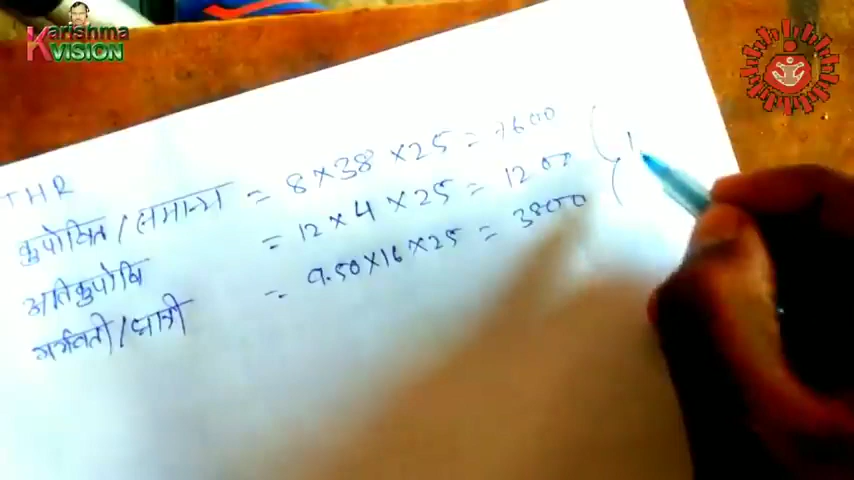 Karishma
VISION
THR
कुपोषित/समान्य = 8×38×25 = 7600
अतिकुपोषि = 12×4×25 = 1200
गर्भवती/धात्री = 9.50×16×25 = 3800